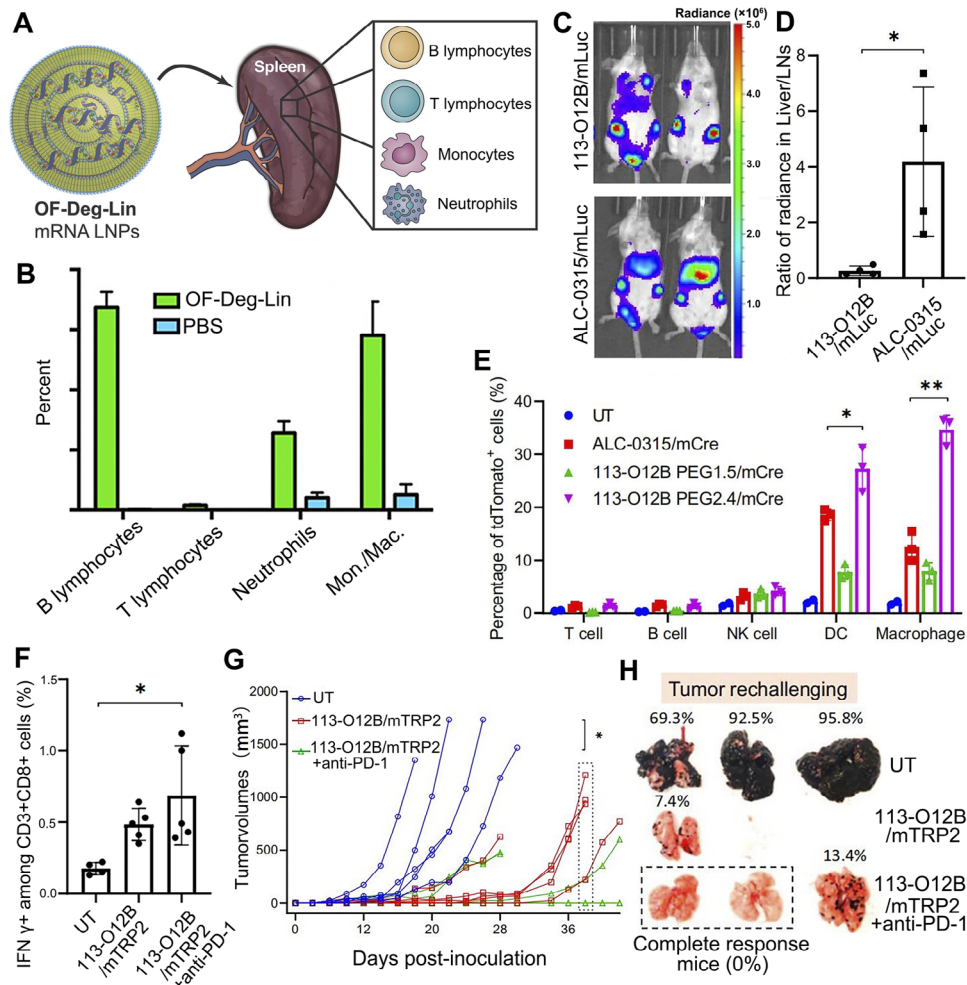 A
Spleen
B lymphocytes
T lymphocytes
Monocytes
Neutrophils
OF-Deg-Lin
mRNA LNPs
B
Percent
OF-Deg-Lin
PBS
B lymphocytes
T lymphocytes
Neutrophils
Mon./Mac.
C
Radiance (×10⁶)
113-O12B/mLuc
ALC-0315/mLuc
5.0
4.0
3.0
2.0
1.0
D
Ratio of radiance in Liver/LNs
10
8
6
4
2
0
*
113-O12B
/mLuc
ALC-0315
/mLuc
E
Percentage of tdTomato⁺ cells (%)
40
30
20
10
0
UT
ALC-0315/mCre
113-O12B PEG1.5/mCre
113-O12B PEG2.4/mCre
*
**
T cell
B cell
NK cell
DC
Macrophage
F
IFN γ+ among CD3+CD8+ cells (%)
1.5
1.0
0.5
0.0
*
UT
113-O12B
/mTRP2
113-O12B
/mTRP2
+anti-PD-1
G
Tumorvolumes (mm³)
2000
1500
1000
500
0
UT
113-O12B/mTRP2
113-O12B/mTRP2
+anti-PD-1
*
0
12
20
28
36
Days post-inoculation
H
Tumor rechallenging
69.3%
92.5%
95.8%
UT
7.4%
113-O12B
/mTRP2
13.4%
113-O12B
/mTRP2
+anti-PD-1
Complete response
mice (0%)